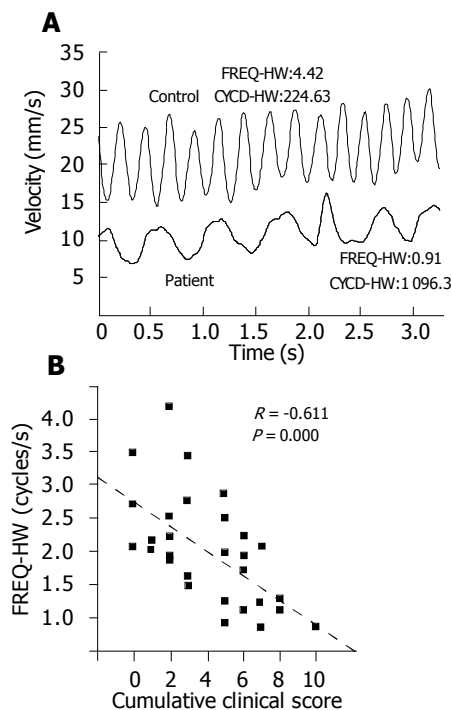 A
FREQ-HW:4.42
Control CYCD-HW:224.63
35
30
25
20
15
10
5
Velocity (mm/s)
Patient
FREQ-HW:0.91
CYCD-HW:1 096.3
0 0.5 1.0 1.5 2.0 2.5 3.0
Time (s)
B
R = -0.611
P = 0.000
4.0
3.5
3.0
2.5
2.0
1.5
1.0
FREQ-HW (cycles/s)
0 2 4 6 8 10
Cumulative clinical score